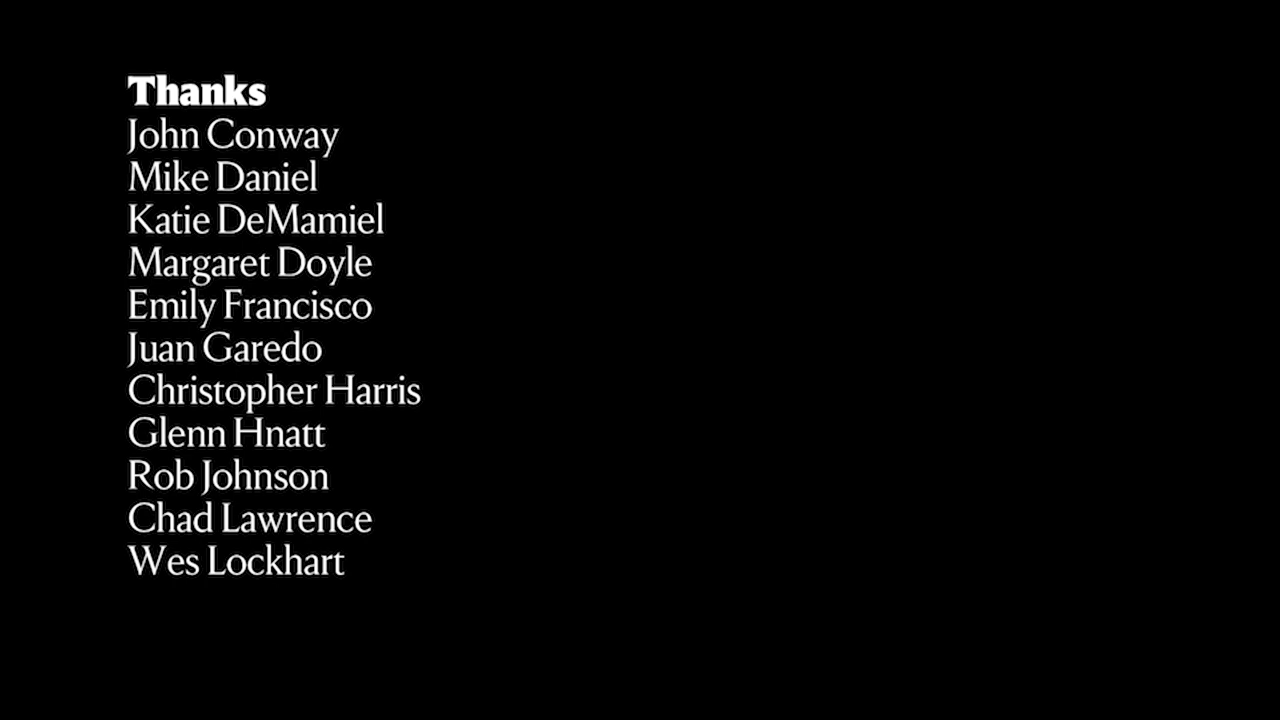 Thanks
John Conway
Mike Daniel
Katie DeMamiel
Margaret Doyle
Emily Francisco
Juan Garedo
Christopher Harris
Glenn Hnatt
Rob Johnson
Chad Lawrence
Wes Lockhart